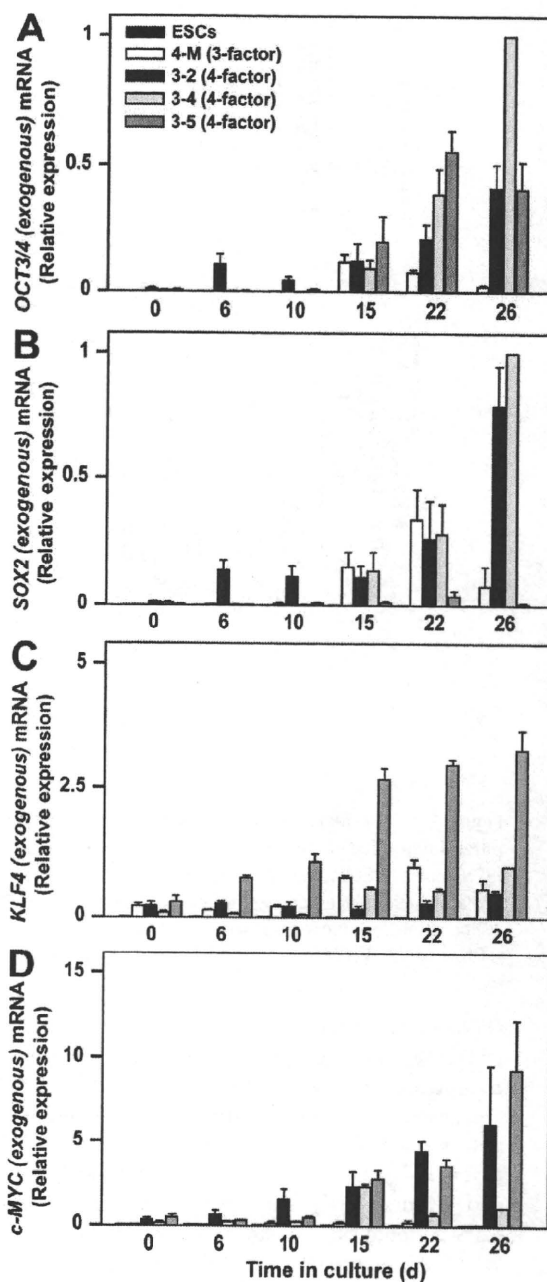 A
OCT3/4 (exogenous) mRNA
(Relative expression)
1
0.5
0
ESCs
4-M (3-factor)
3-2 (4-factor)
3-4 (4-factor)
3-5 (4-factor)
0 6 10 15 22 26
B
SOX2 (exogenous) mRNA
(Relative expression)
1
0.5
0
0 6 10 15 22 26
C
KLF4 (exogenous) mRNA
(Relative expression)
5
2.5
0
0 6 10 15 22 26
D
c-MYC (exogenous) mRNA
(Relative expression)
15
10
5
0
0 6 10 15 22 26
Time in culture (d)